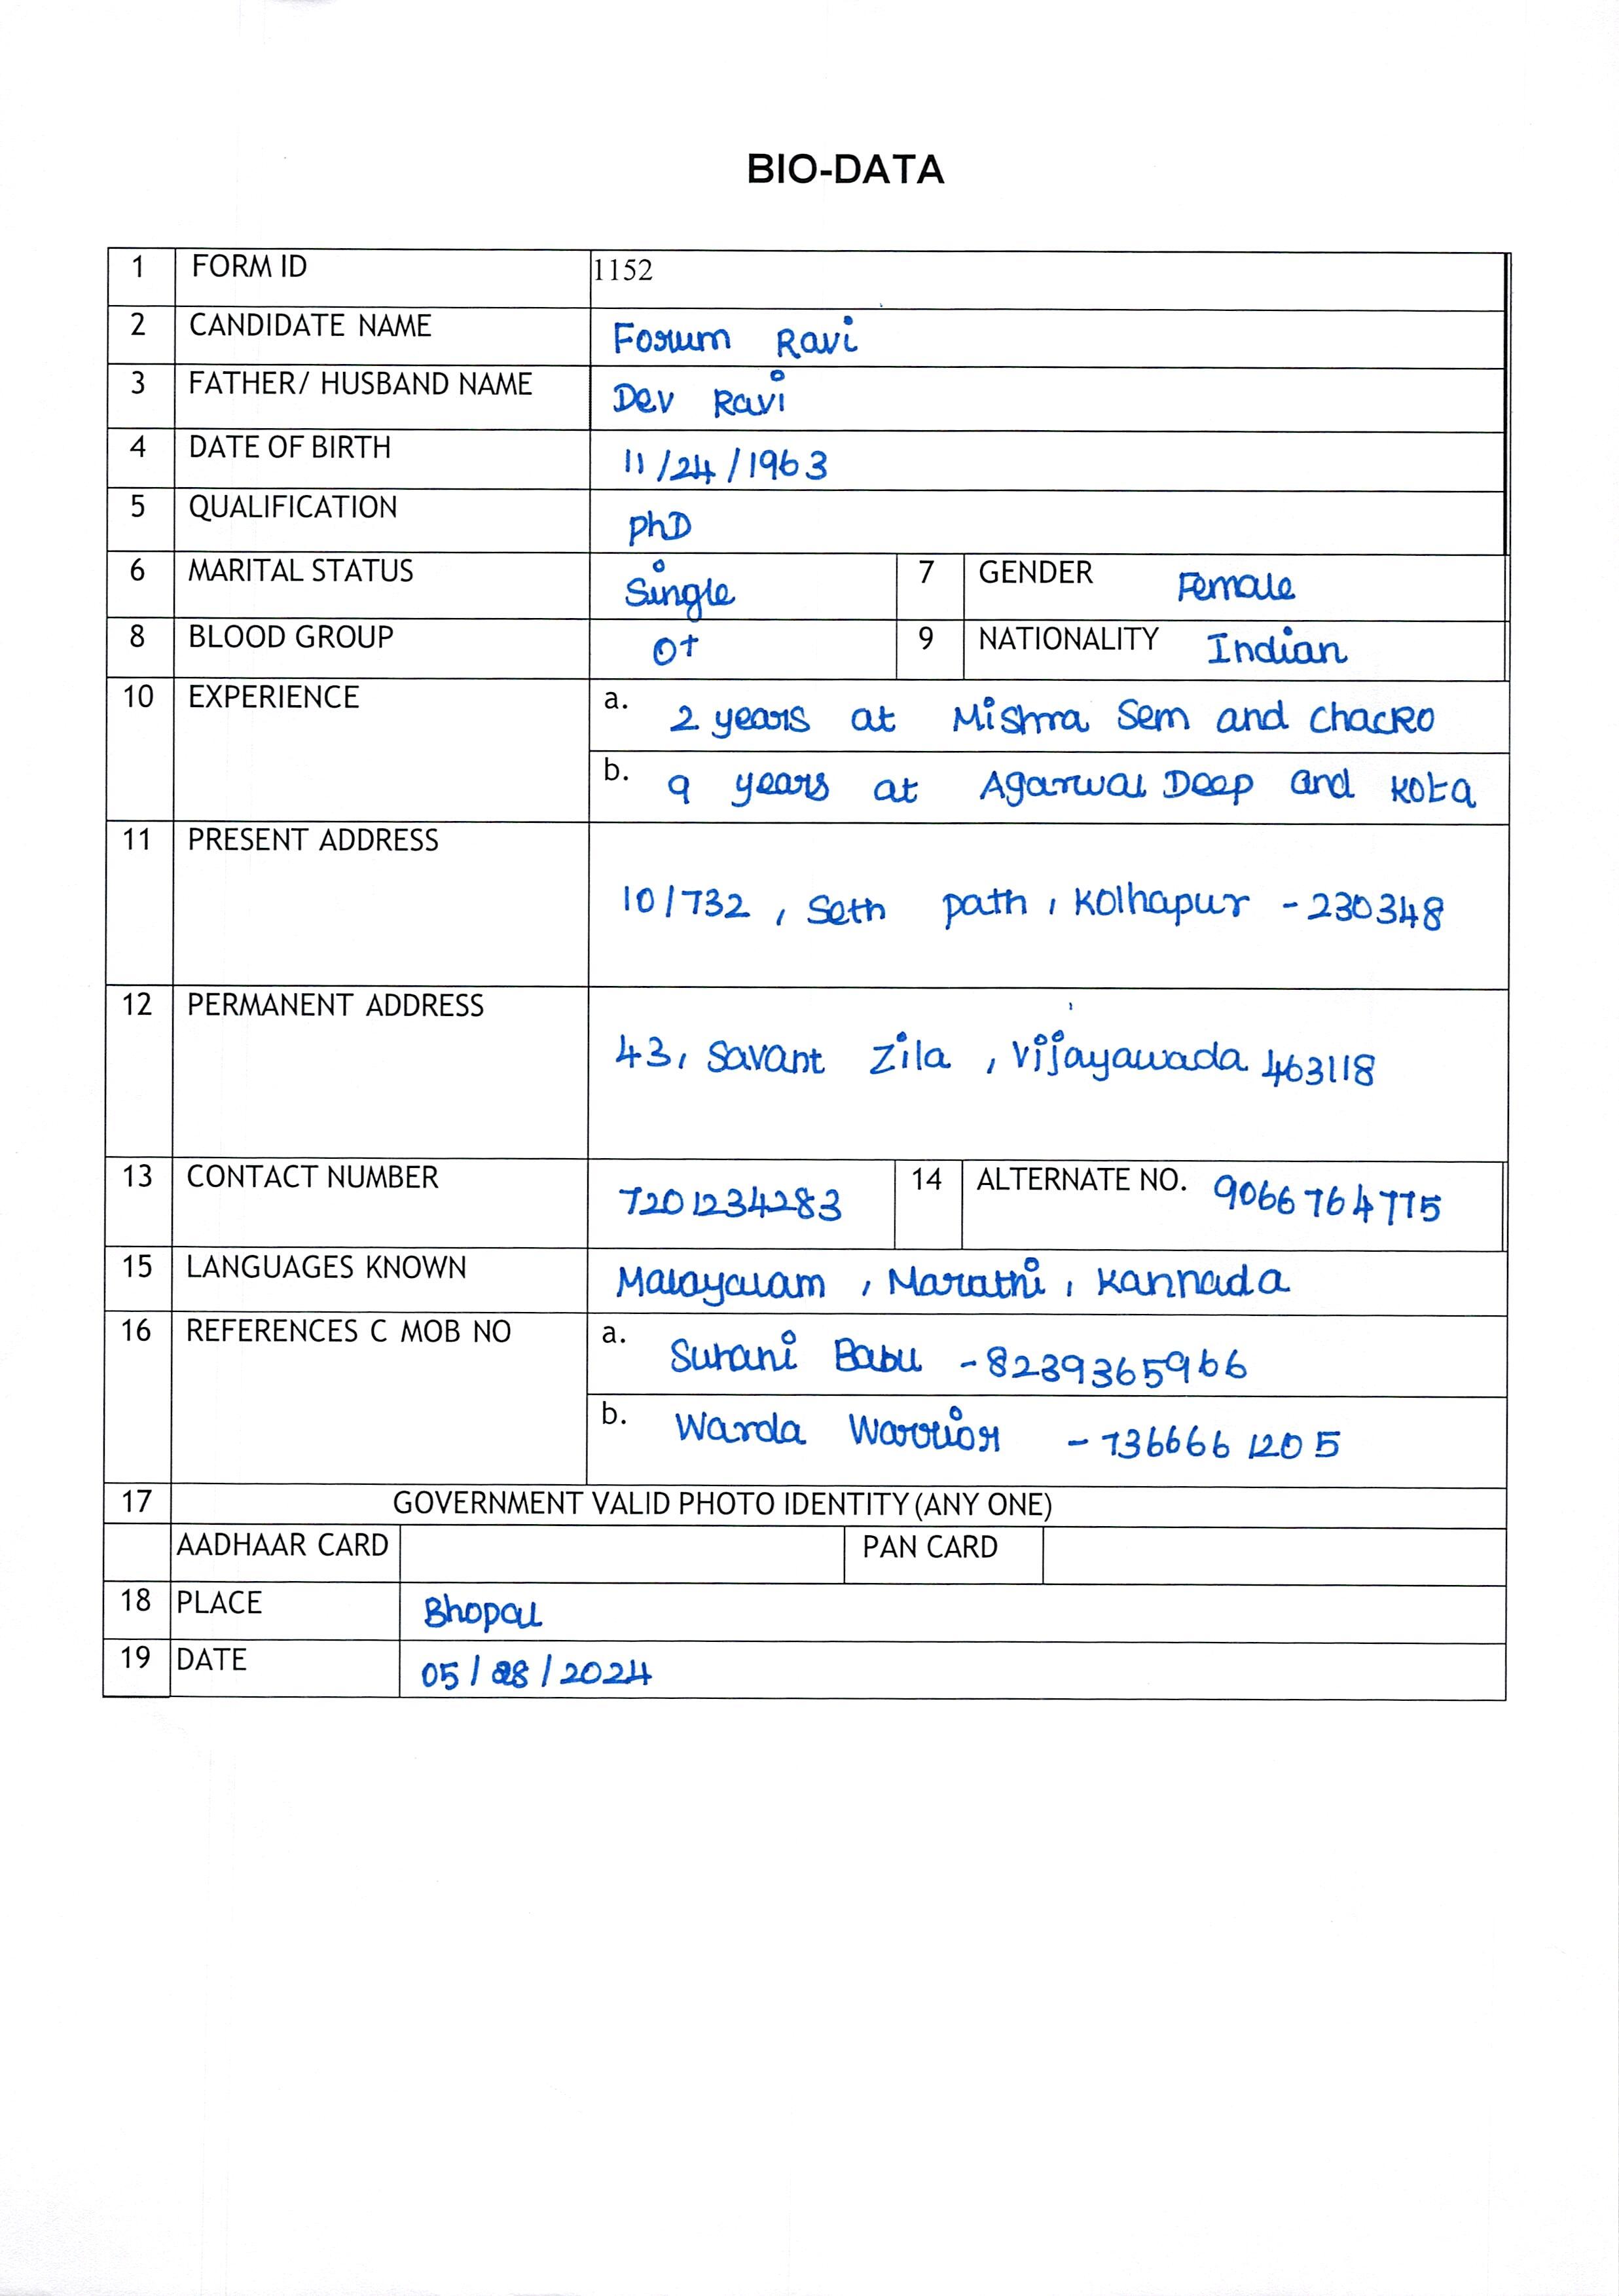 BIO-DATA
1 FORM ID 1152
2 CANDIDATE NAME Forum Ravi
3 FATHER/ HUSBAND NAME Dev Ravi
4 DATE OF BIRTH 11/24/1963
5 QUALIFICATION PhD
6 MARITAL STATUS Single 7 GENDER Female
8 BLOOD GROUP O+ 9 NATIONALITY Indian
10 EXPERIENCE a. 2 years at Mishra Sem and Chacko
b. 9 years at Agarwal Deep and Kota
11 PRESENT ADDRESS 10/732, Seth path, Kolhapur - 230348
12 PERMANENT ADDRESS 43, Savant Zila, Vijayawada 463118
13 CONTACT NUMBER 7201234283 14 ALTERNATE NO. 9066764775
15 LANGUAGES KNOWN Malayalam, Marathi, Kannada
16 REFERENCES C MOB NO a. Suhani Babu - 8239365966
b. Warda Warrior - 7366661205
17 GOVERNMENT VALID PHOTO IDENTITY (ANY ONE)
AADHAAR CARD PAN CARD
18 PLACE Bhopal
19 DATE 05/28/2024